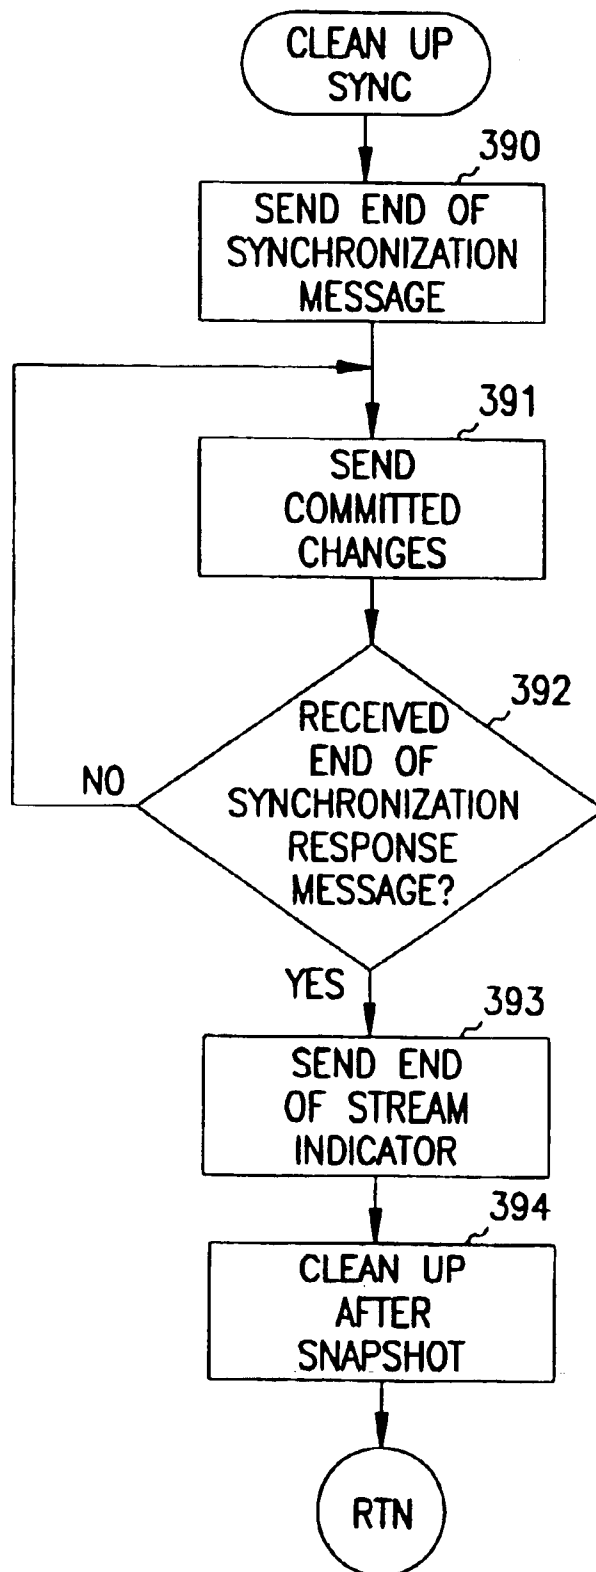 CLEAN UP
SYNC
390
SEND END OF
SYNCHRONIZATION
MESSAGE
391
SEND
COMMITTED
CHANGES
392
RECEIVED
END OF
SYNCHRONIZATION
RESPONSE
MESSAGE?
NO
YES
393
SEND END
OF STREAM
INDICATOR
394
CLEAN UP
AFTER
SNAPSHOT
RTN